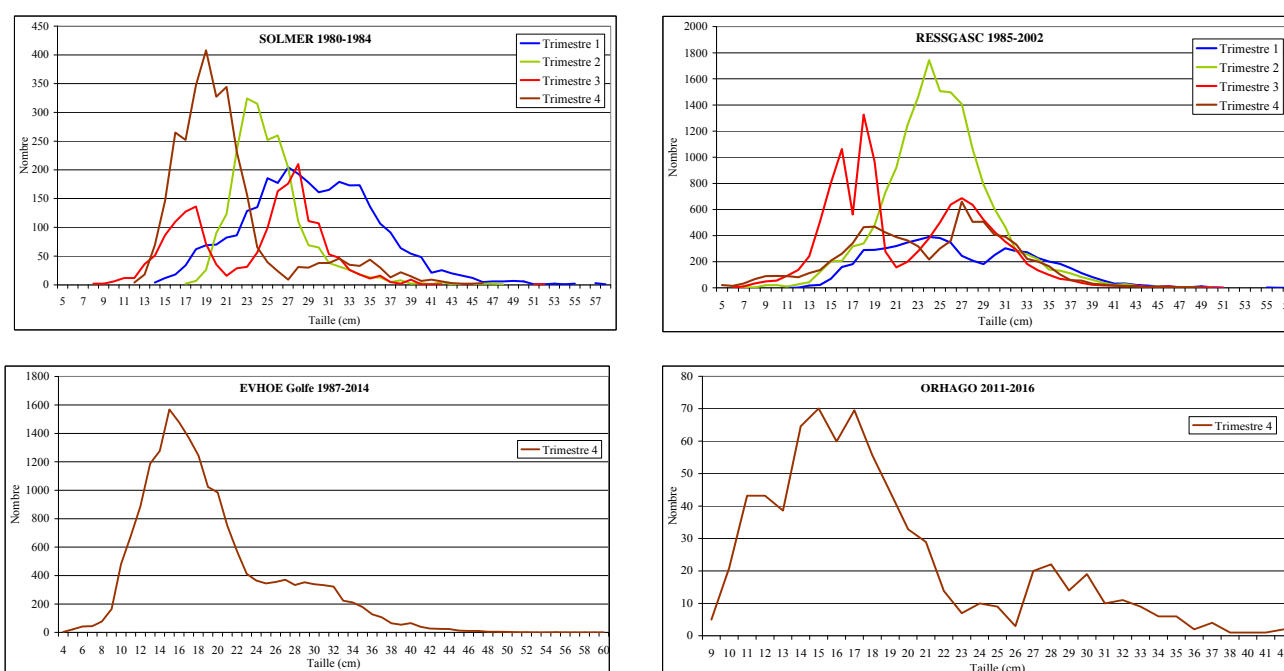 SOLMER 1980-1984
450
400
350
300
250
200
150
100
50
0
Nombre
5 7 9 11 13 15 17 19 21 23 25 27 29 31 33 35 37 39 41 43 45 47 49 51 53 55 57
Taille (cm)
Trimestre 1
Trimestre 2
Trimestre 3
Trimestre 4
RESSGASC 1985-2002
2000
1800
1600
1400
1200
1000
800
600
400
200
0
Nombre
5 7 9 11 13 15 17 19 21 23 25 27 29 31 33 35 37 39 41 43 45 47 49 51 53 55
Taille (cm)
Trimestre 1
Trimestre 2
Trimestre 3
Trimestre 4
EVHOE Golfe 1987-2014
1800
1600
1400
1200
1000
800
600
400
200
0
Nombre
4 6 8 10 12 14 16 18 20 22 24 26 28 30 32 34 36 38 40 42 44 46 48 50 52 54 56 58 60
Taille (cm)
Trimestre 4
ORHAGO 2011-2016
80
70
60
50
40
30
20
10
0
Nombre
9 10 11 12 13 14 15 16 17 18 19 20 21 22 23 24 25 26 27 28 29 30 31 32 33 34 35 36 37 38 40 41
Taille (cm)
Trimestre 4